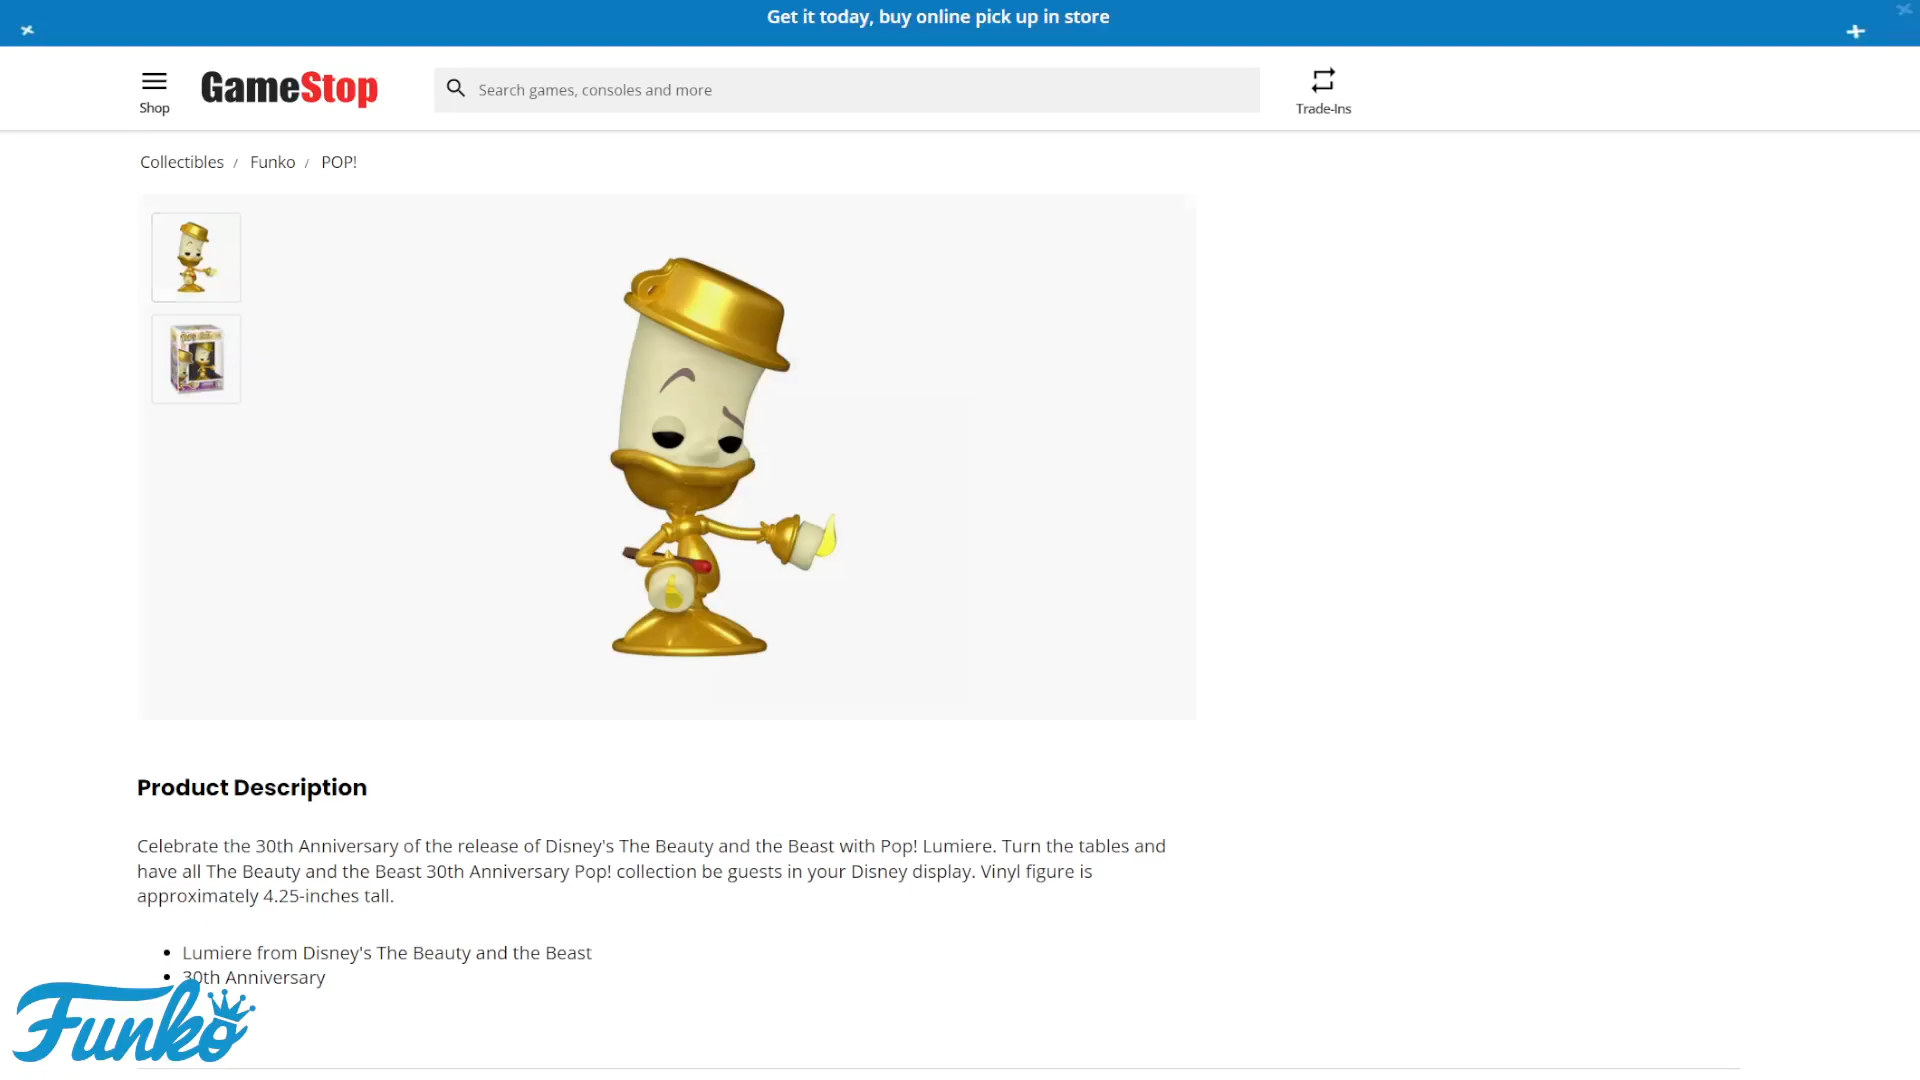 Get it today, buy online pick up in store
Shop
GameStop
Search games, consoles and more
Trade-Ins
Collectibles / Funko / POP!
Product Description
Celebrate the 30th Anniversary of the release of Disney's The Beauty and the Beast with Pop! Lumiere. Turn the tables and
have all The Beauty and the Beast 30th Anniversary Pop! collection be guests in your Disney display. Vinyl figure is
approximately 4.25-inches tall.
• Lumiere from Disney's The Beauty and the Beast
• 30th Anniversary
Funko